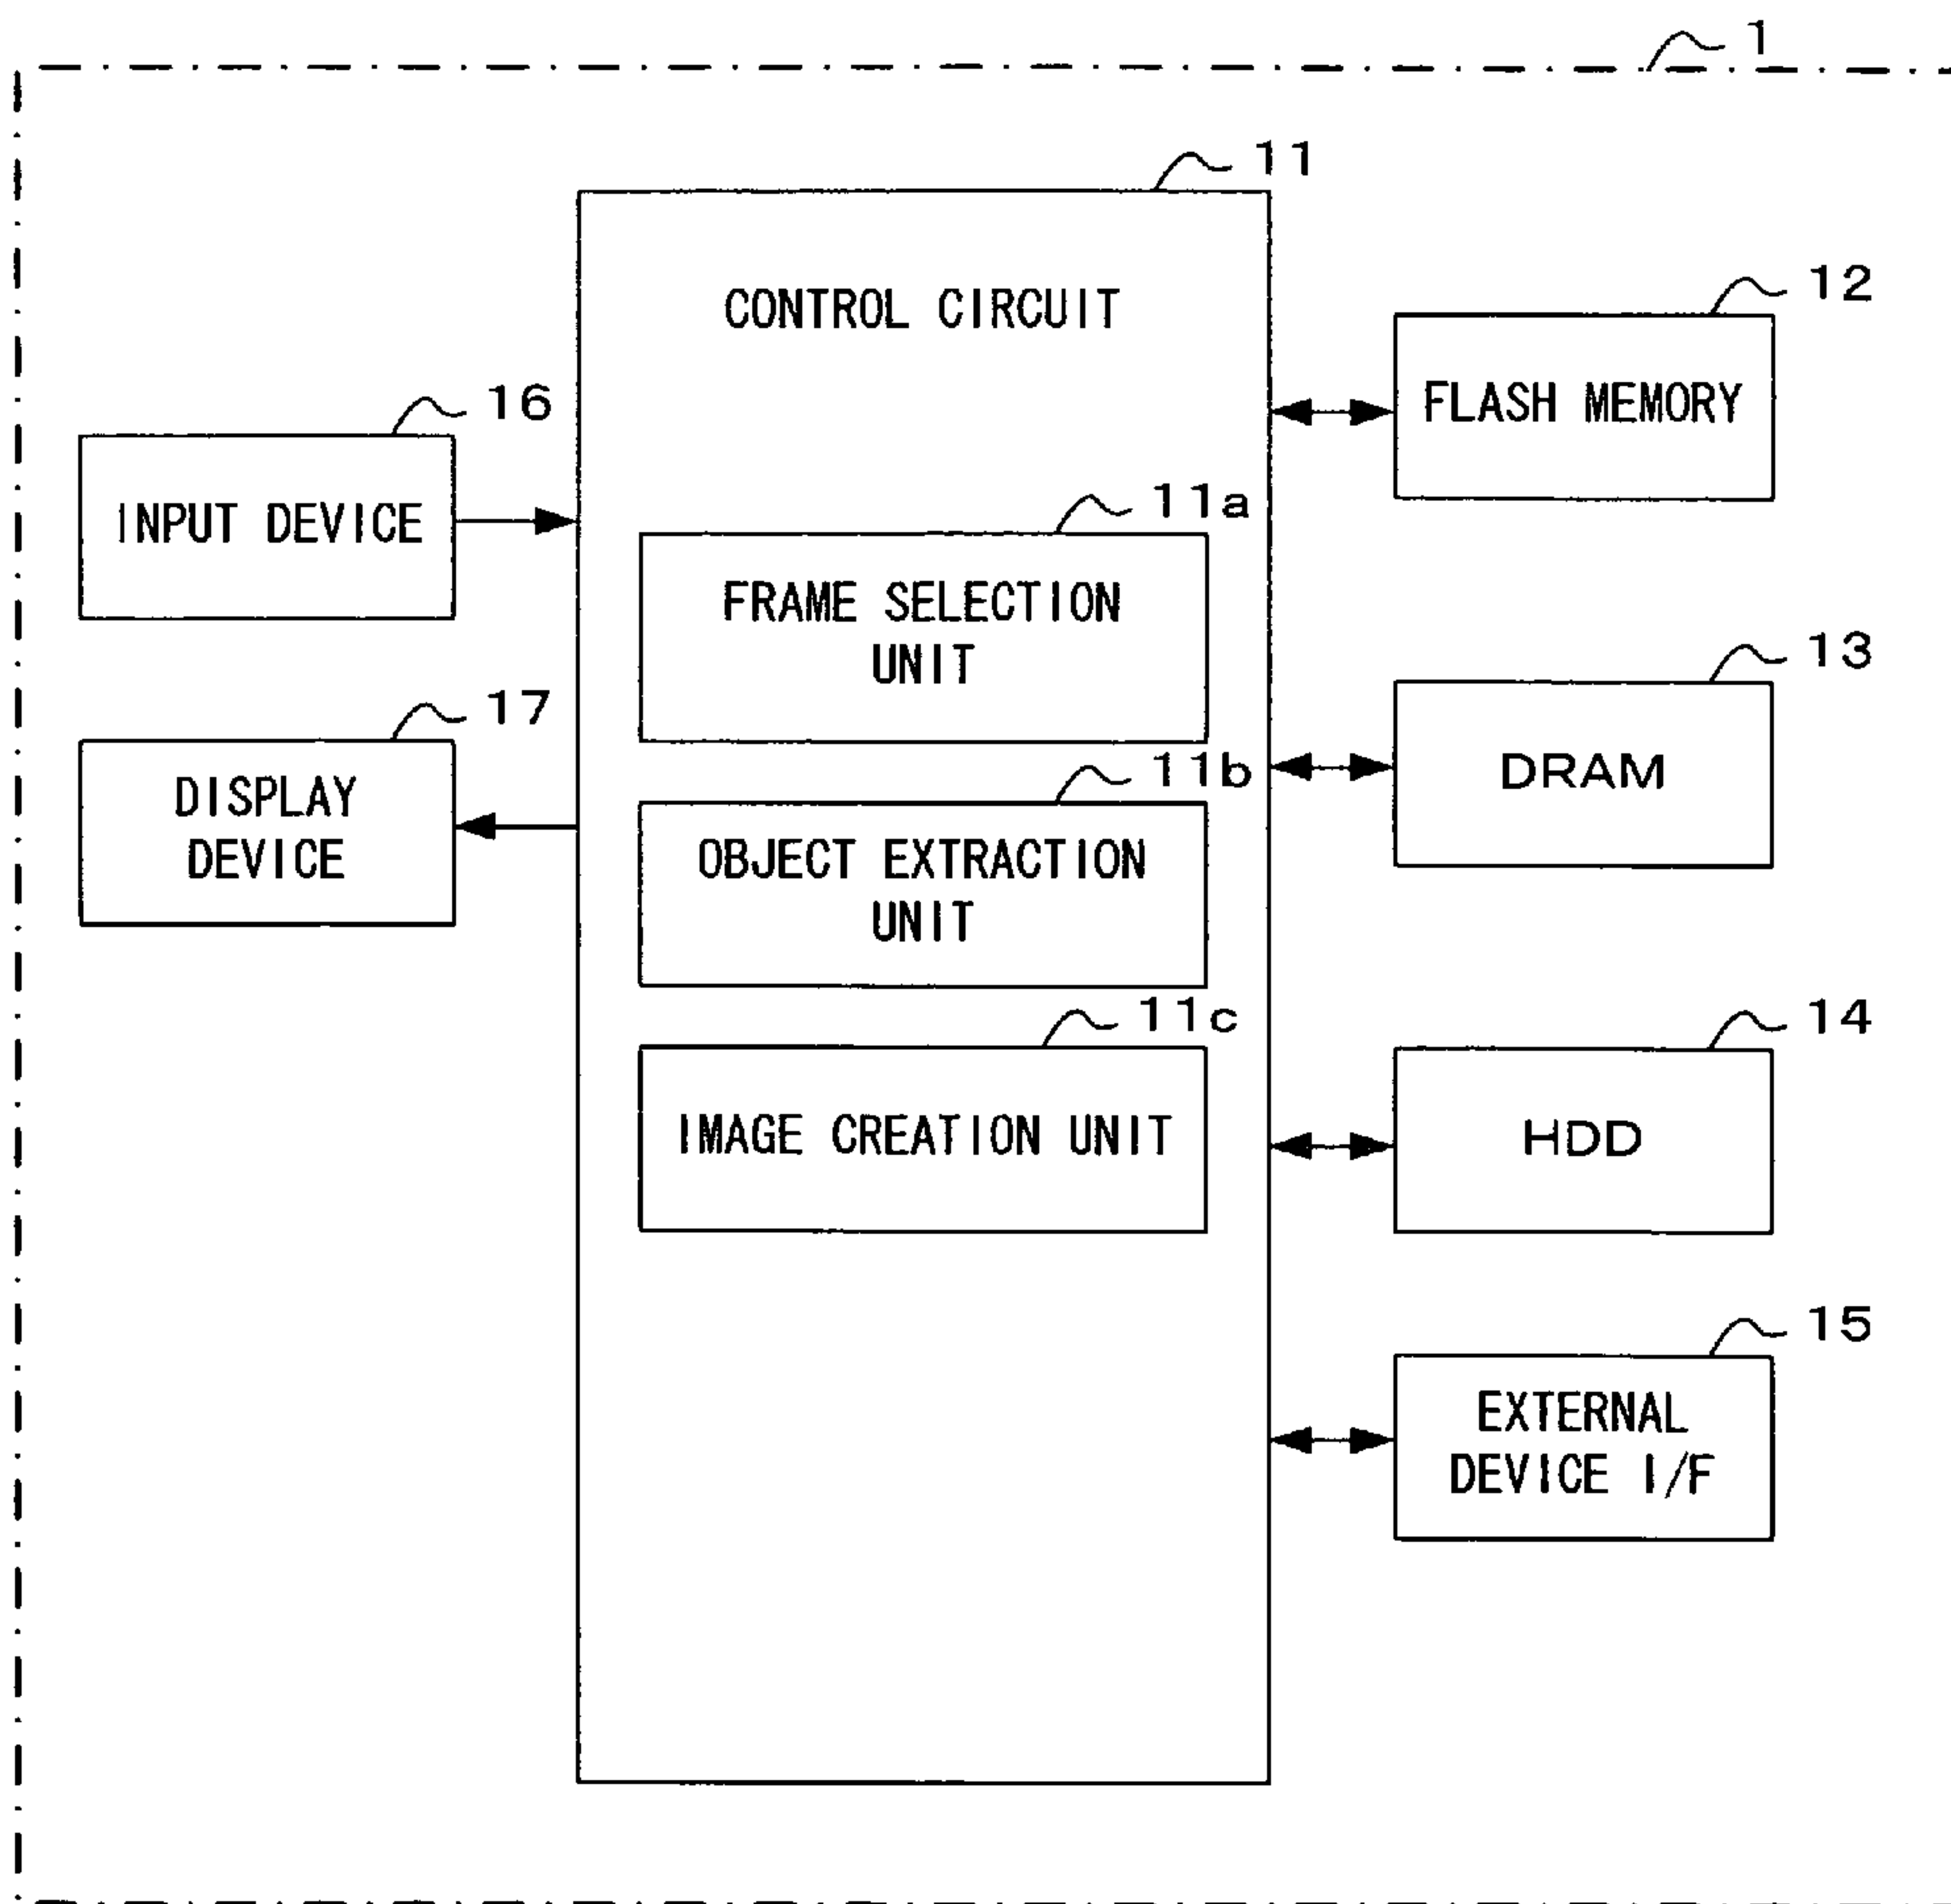 1
11
CONTROL CIRCUIT
12
FLASH MEMORY
16
INPUT DEVICE
11a
FRAME SELECTION
UNIT
13
DRAM
17
DISPLAY
DEVICE
11b
OBJECT EXTRACTION
UNIT
11c
IMAGE CREATION UNIT
14
HDD
15
EXTERNAL
DEVICE I/F